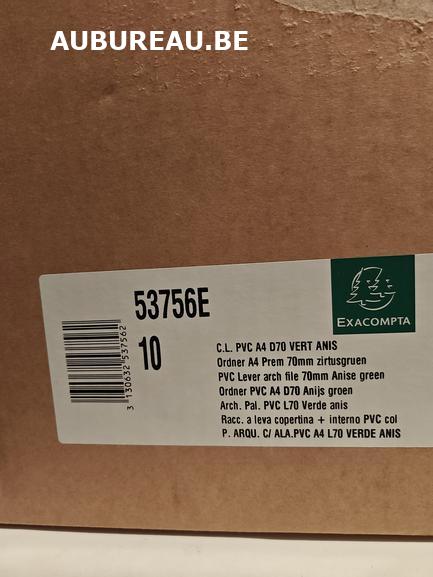 AUBUREAU.BE
53756E
10
3 130632 537562
EXACOMPTA
C.L. PVC A4 D70 VERT ANIS
Ordner A4 Prem 70mm zirtusgruen
PVC Lever arch file 70mm Anise green
Ordner PVC A4 D70 Anijs groen
Arch. Pal. PVC L70 Verde anis
Racc. a leva copertina + interno PVC col
P. ARQU. C/ ALA.PVC A4 L70 VERDE ANIS